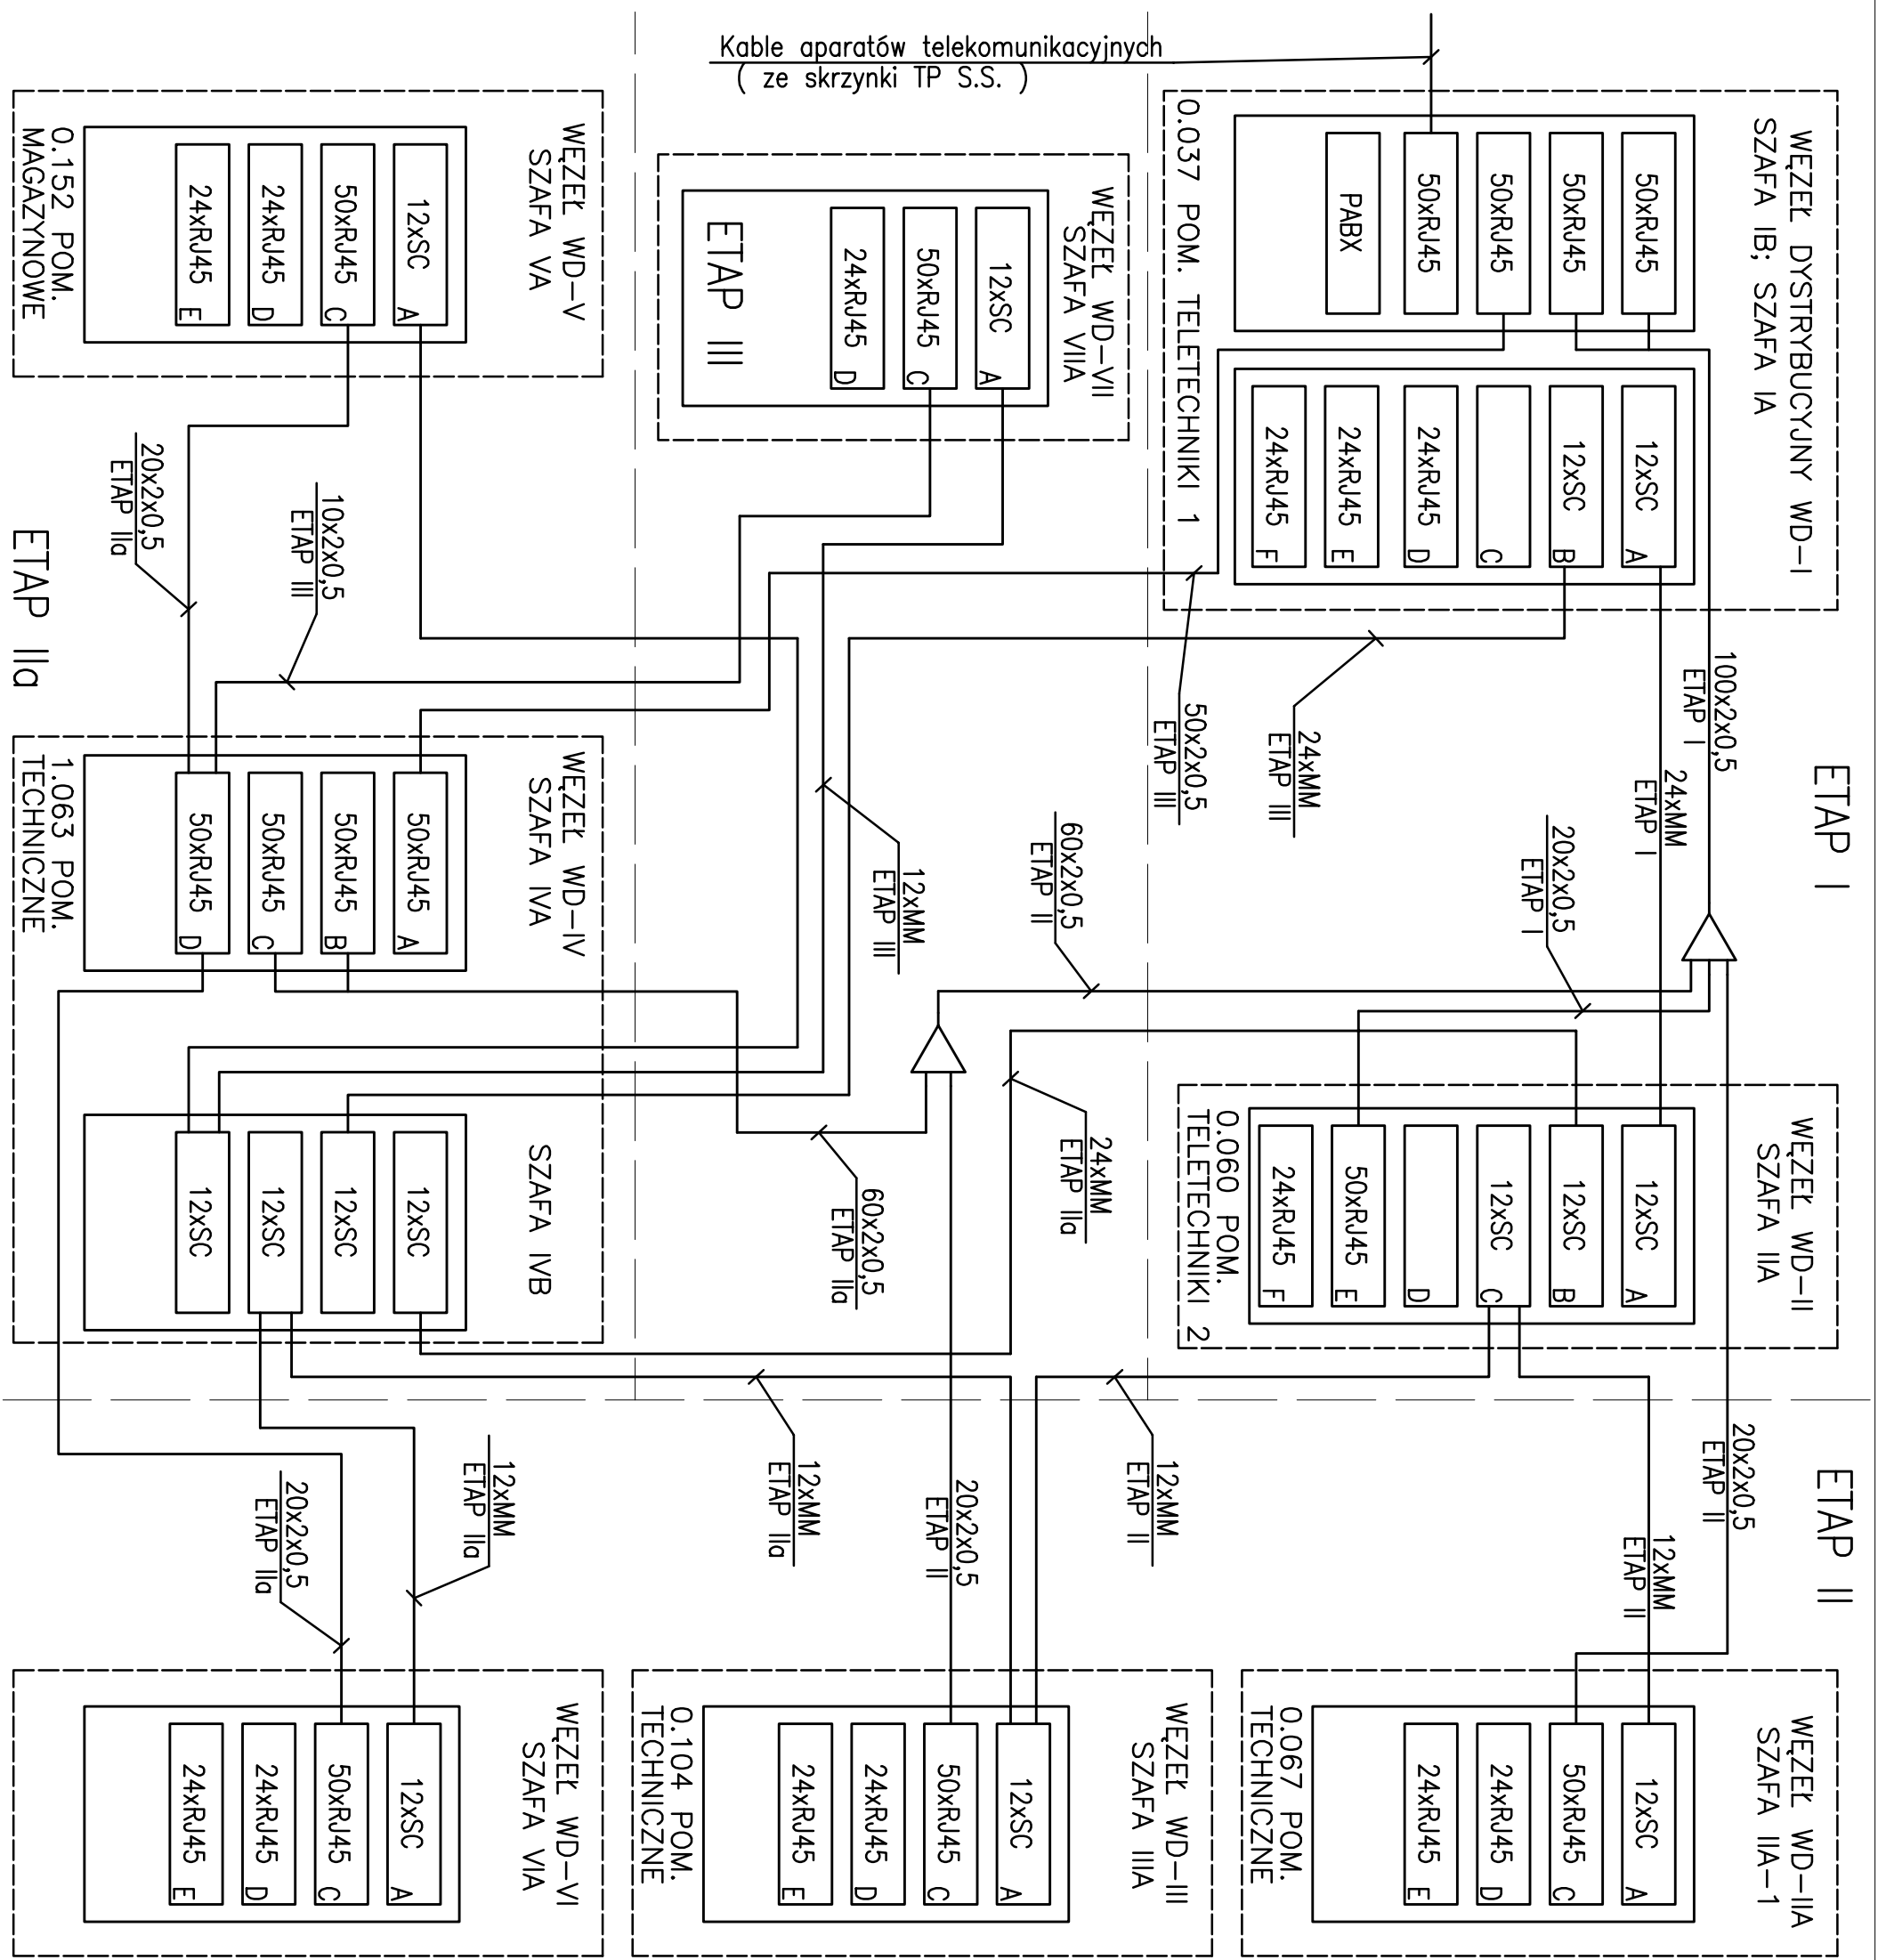 Kable aparatów telekomunikacyjnych
( ze skrzynki TP S.S. )
ETAP I
WĘZEŁ DYSTRYBUCYJNY WD-I
SZAFA IB; SZAFA IA
50xRJ45
50xRJ45
50xRJ45
50xRJ45
PABX
12xSC A
12xSC B
C
24xRJ45 D
24xRJ45 E
24xRJ45 F
0.037 POM. TELETECHNIKI 1
100x2x0,5
ETAP I
24xMM
ETAP I
20x2x0,5
ETAP I
24xMM
ETAP III
50x2x0,5
ETAP III
WĘZEŁ WD-II
SZAFA IIA
12xSC A
12xSC B
12xSC C
D
50xRJ45 E
24xRJ45 F
0.060 POM.
TELETECHNIKI 2
ETAP II
20x2x0,5
ETAP II
12xMM
ETAP II
WĘZEŁ WD-IIA
SZAFA IIA-1
12xSC A
50xRJ45 C
24xRJ45 D
24xRJ45 E
0.067 POM.
TECHNICZNE
WĘZEŁ WD-VII
SZAFA VIIA
12xSC A
50xRJ45 C
24xRJ45 D
ETAP III
60x2x0,5
ETAP II
12xMM
ETAP III
24xMM
ETAP IIa
60x2x0,5
ETAP IIa
12xMM
ETAP II
20x2x0,5
ETAP II
12xMM
ETAP IIa
WĘZEŁ WD-III
SZAFA IIIA
12xSC A
50xRJ45 C
24xRJ45 D
24xRJ45 E
0.104 POM.
TECHNICZNE
WĘZEŁ WD-V
SZAFA VA
12xSC A
50xRJ45 C
24xRJ45 D
24xRJ45 E
0.152 POM.
MAGAZYNOWE
10x2x0,5
ETAP III
20x2x0,5
ETAP IIa
ETAP IIa
WĘZEŁ WD-IV
SZAFA IVA
50xRJ45 A
50xRJ45 B
50xRJ45 C
50xRJ45 D
1.063 POM.
TECHNICZNE
SZAFA IVB
12xSC
12xSC
12xSC
12xSC
12xMM
ETAP IIa
20x2x0,5
ETAP IIa
WĘZEŁ WD-VI
SZAFA VIA
12xSC A
50xRJ45 C
24xRJ45 D
24xRJ45 E